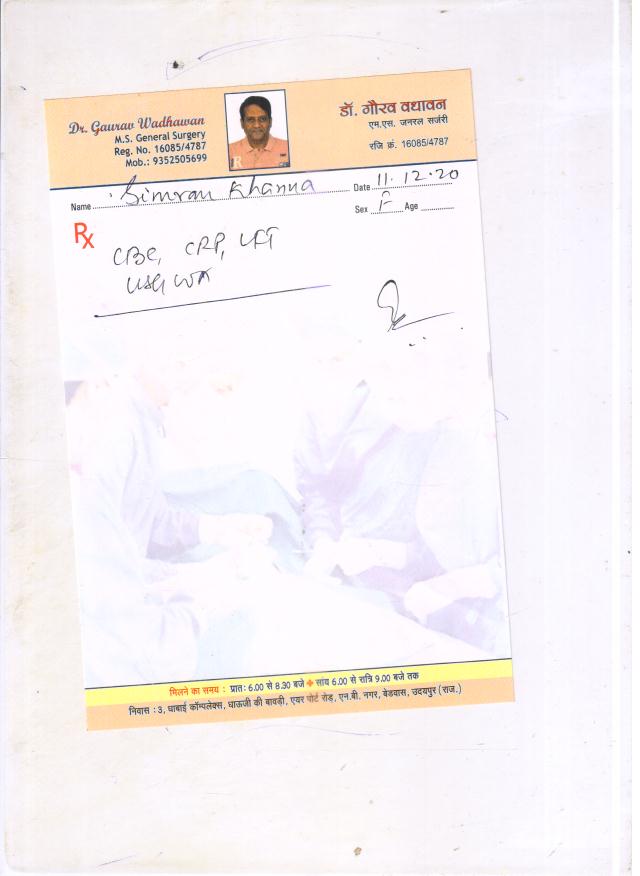 Dr. Gaurav Wadhawan
M.S. General Surgery
Reg. No. 16085/4787
Mob.: 9352505699
डॉ. गौरव वधावन
एम.एस. जनरल सर्जरी
रजि क्रं. 16085/4787
Name Simran Khanna Date 11.12.20
Sex F Age
Rx
CBC, CRP, LFT
USG W/A
मिलने का समय : प्रातः 6.00 से 8.30 बजे सांय 6.00 से रात्रि 9.00 बजे तक
निवास : 3, धाबाई कॉम्पलेक्स, धाऊजी की बावड़ी, एयर पोर्ट रोड़, एन.बी. नगर, बेडवास, उदयपुर (राज.)